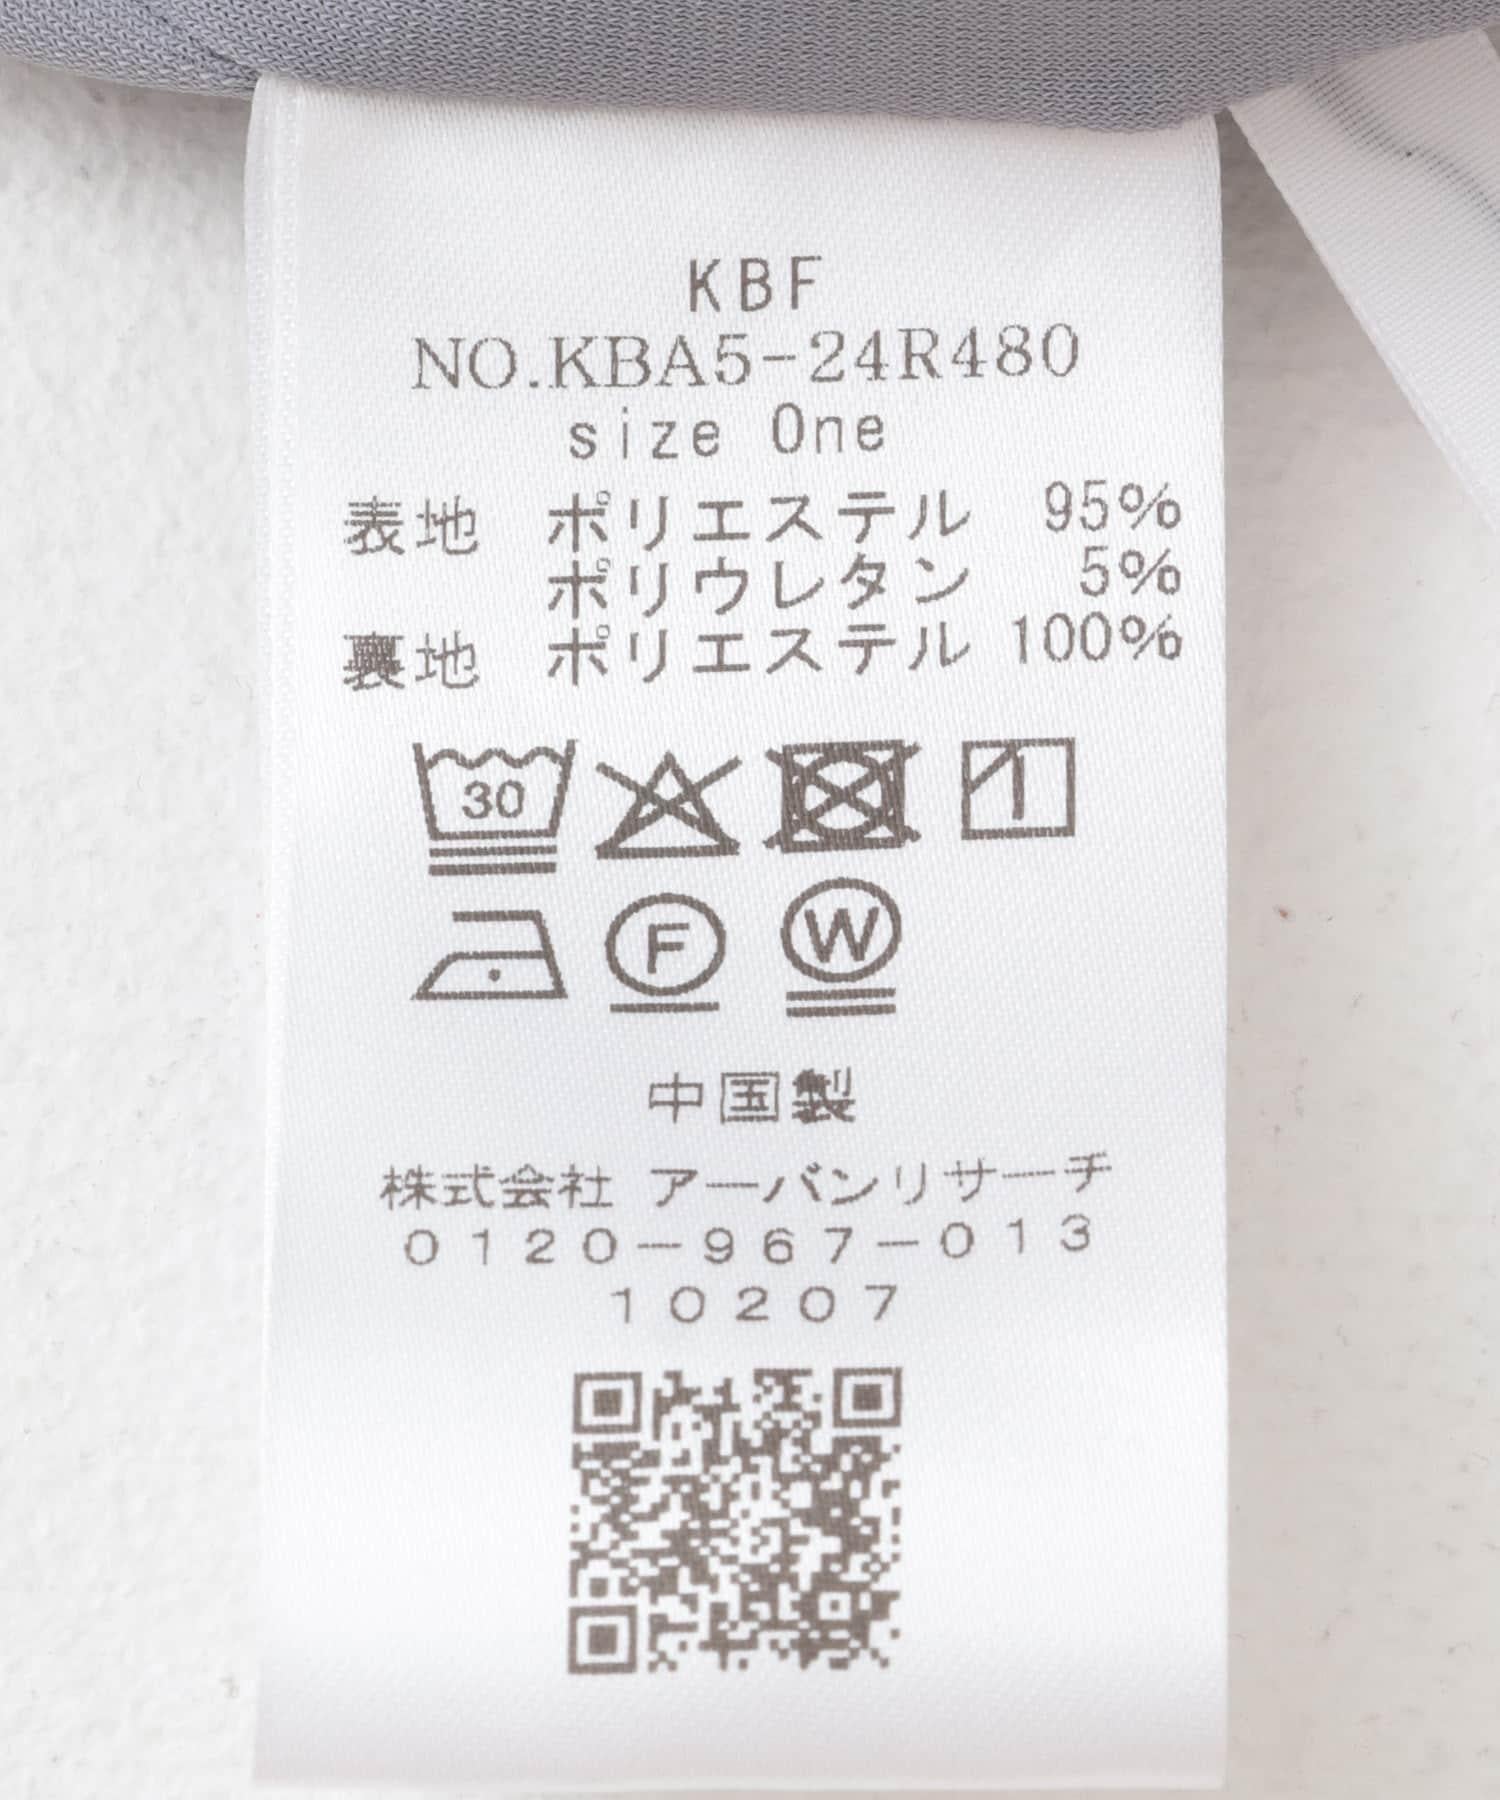 KBF
NO.KBA5-24R480
size One
表地 ポリエステル 95%
ポリウレタン 5%
裏地 ポリエステル 100%
30
F W
中国製
株式会社 アーバンリサーチ
0120-967-013
10207